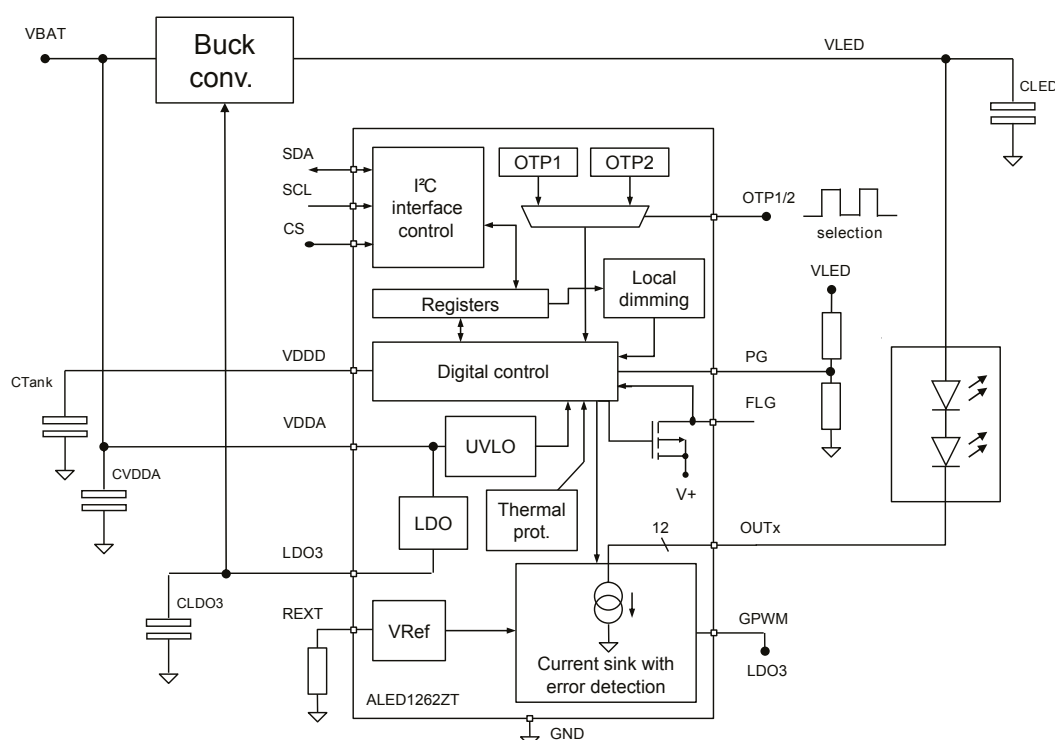 VBAT
Buck
conv.
VLED
CLED
SDA
SCL
CS
I²C
interface
control
OTP1
OTP2
OTP1/2
selection
Registers
Local
dimming
VLED
VDDD
Digital control
PG
CTank
FLG
VDDA
UVLO
V+
CVDDA
LDO
Thermal
prot.
12
OUTx
LDO3
CLDO3
REXT
VRef
GPWM
LDO3
Current sink with
error detection
ALED1262ZT
GND